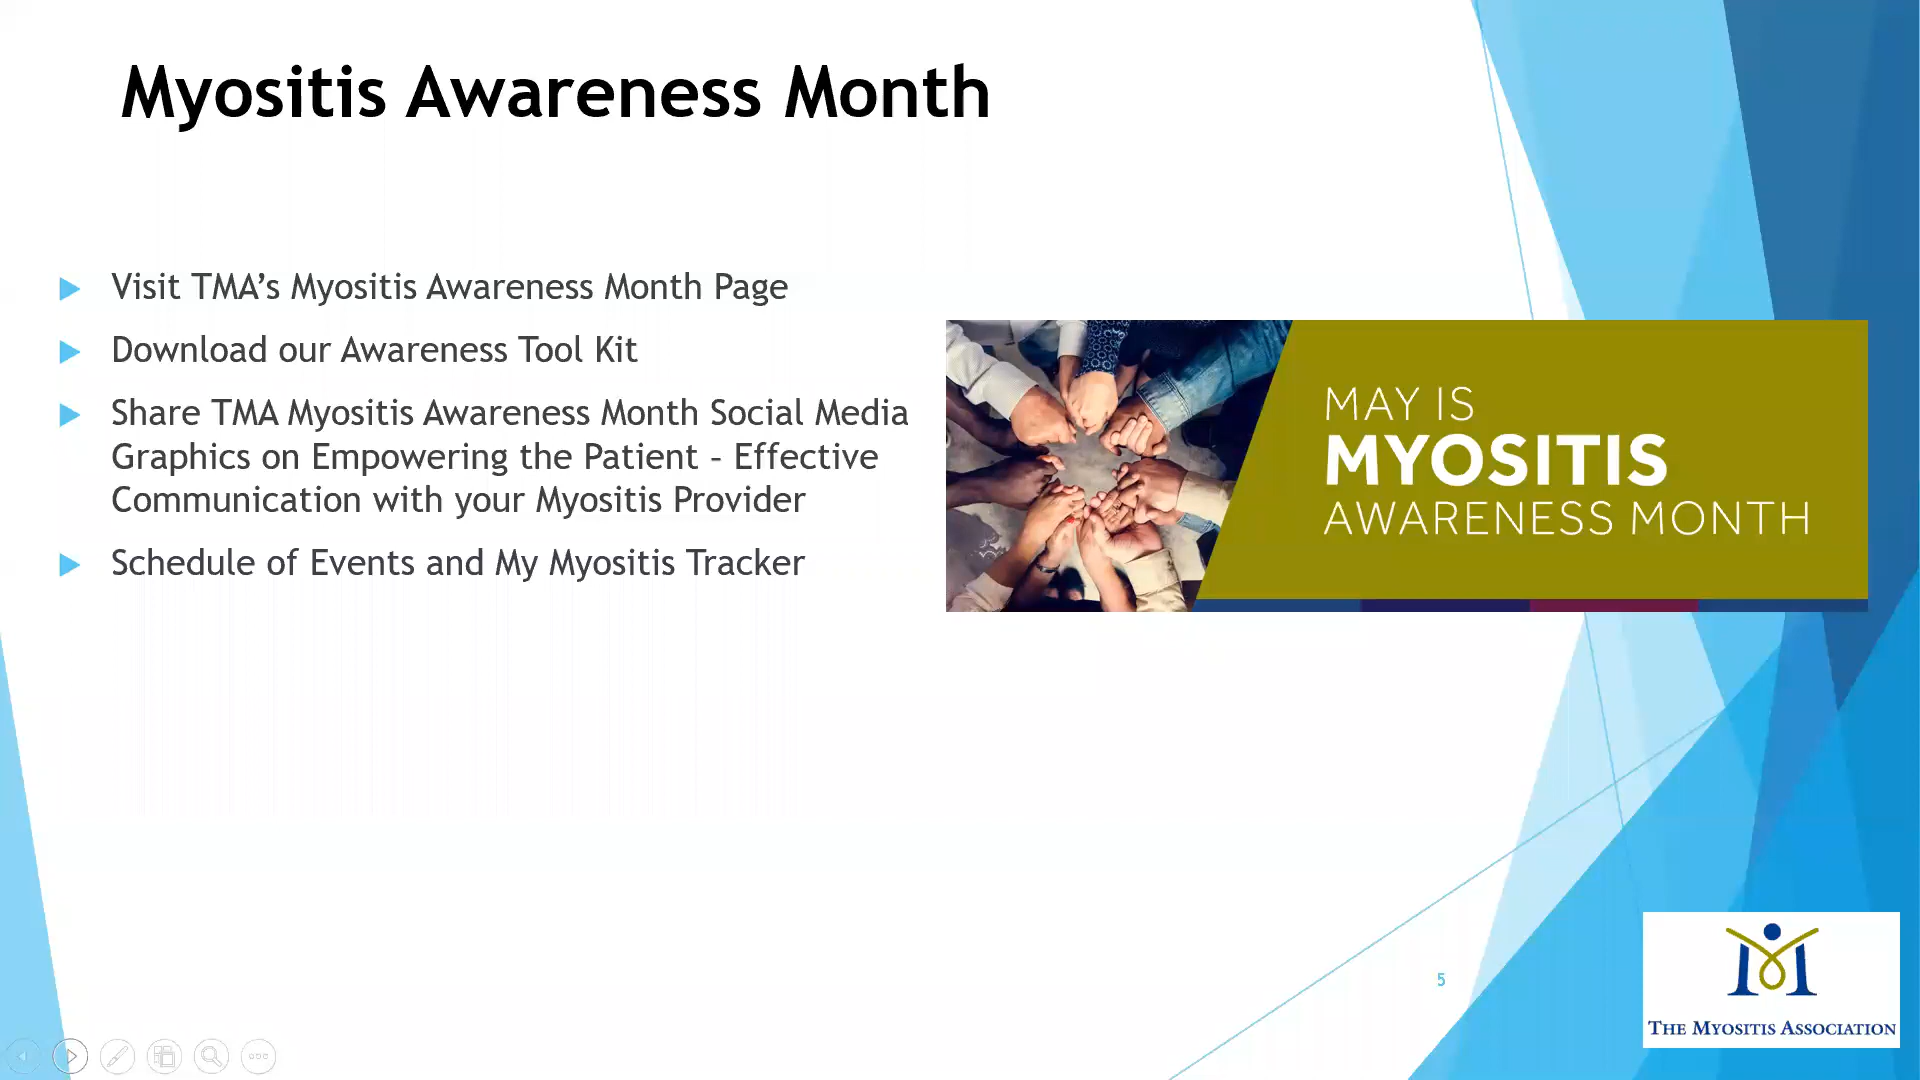 Myositis Awareness Month
Visit TMA’s Myositis Awareness Month Page
Download our Awareness Tool Kit
Share TMA Myositis Awareness Month Social Media
Graphics on Empowering the Patient – Effective
Communication with your Myositis Provider
Schedule of Events and My Myositis Tracker
MAY IS
MYOSITIS
AWARENESS MONTH
5
THE MYOSITIS ASSOCIATION